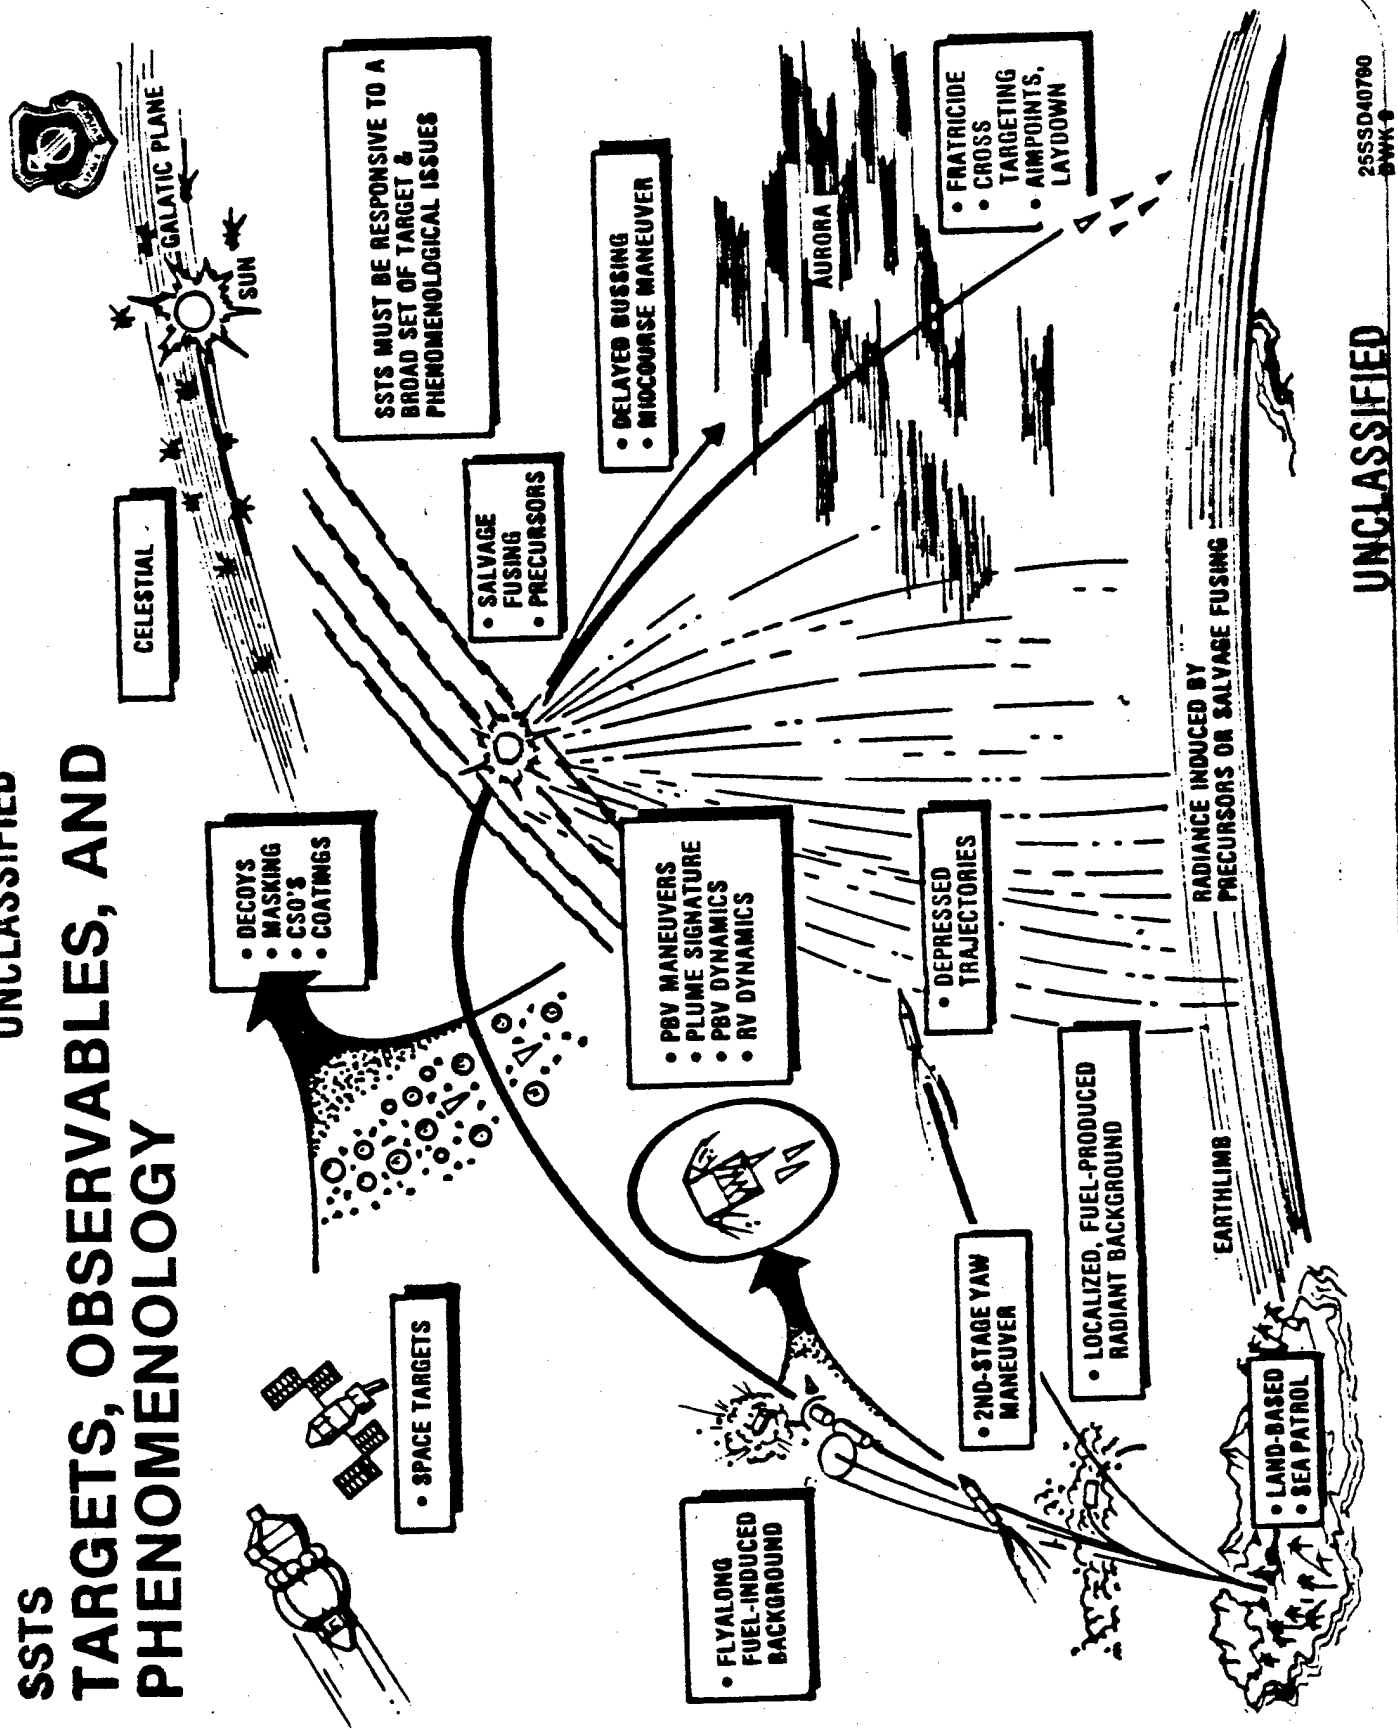 UNCLASSIFIED
SSTS
TARGETS, OBSERVABLES, AND
PHENOMENOLOGY
CELESTIAL
GALATIC PLANE
SUN
• DECOYS
• MASKING
• CSO'S
• COATINGS
SSTS MUST BE RESPONSIVE TO A
BROAD SET OF TARGET &
PHENOMENOLOGICAL ISSUES
• SPACE TARGETS
• SALVAGE
FUSING
• PRECURSORS
• DELAYED BUSSING
• MIDCOURSE MANEUVER
• PBV MANEUVERS
• PLUME SIGNATURE
• PBV DYNAMICS
• RV DYNAMICS
AURORA
• FLYALONG
FUEL-INDUCED
BACKGROUND
• DEPRESSED
TRAJECTORIES
• FRATRICIDE
• CROSS
TARGETING
• AIMPOINTS,
LAYDOWN
• 2ND-STAGE YAW
MANEUVER
• LOCALIZED, FUEL-PRODUCED
RADIANT BACKGROUND
EARTHLIMB
RADIANCE INDUCED BY
PRECURSORS OR SALVAGE FUSING
• LAND-BASED
• SEA PATROL
UNCLASSIFIED
25SSD40790